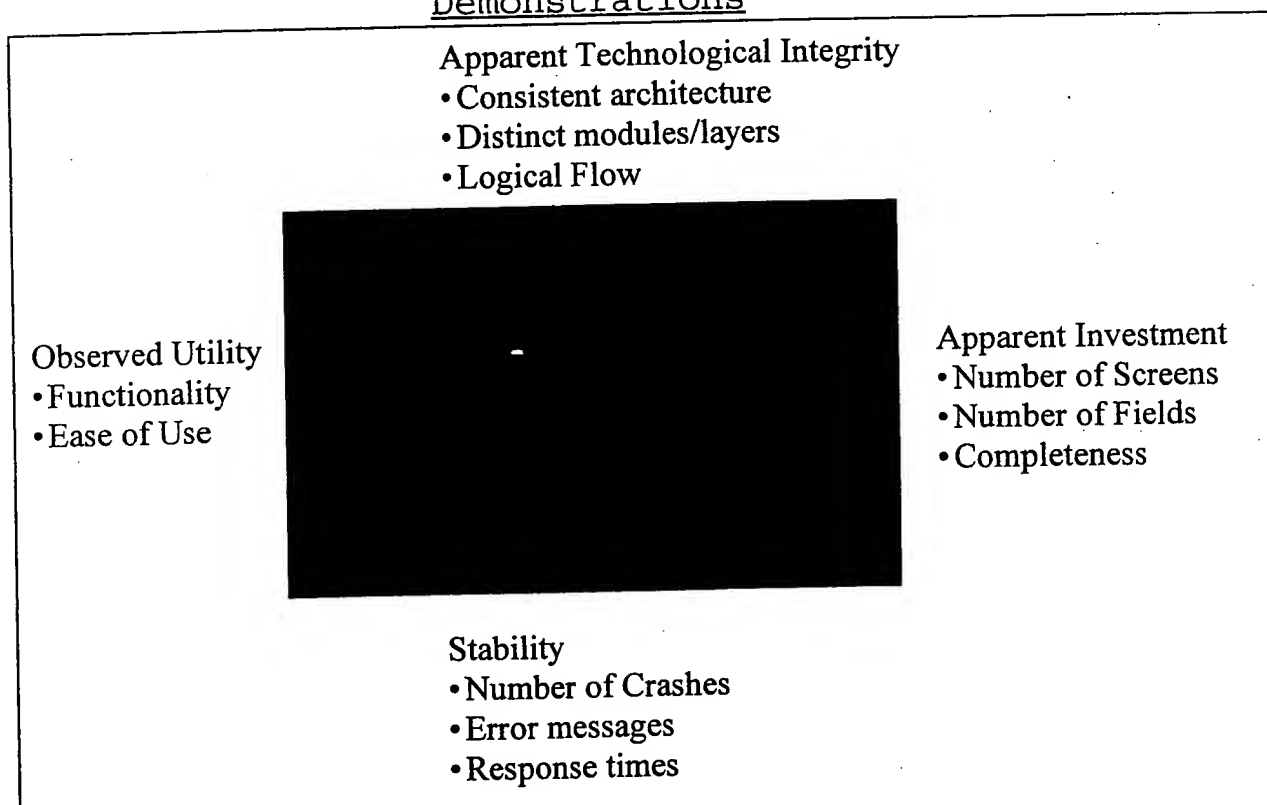 Demonstrations
Apparent Technological Integrity
•Consistent architecture
•Distinct modules/layers
•Logical Flow
Observed Utility
•Functionality
•Ease of Use
Apparent Investment
•Number of Screens
•Number of Fields
•Completeness
Stability
•Number of Crashes
•Error messages
•Response times